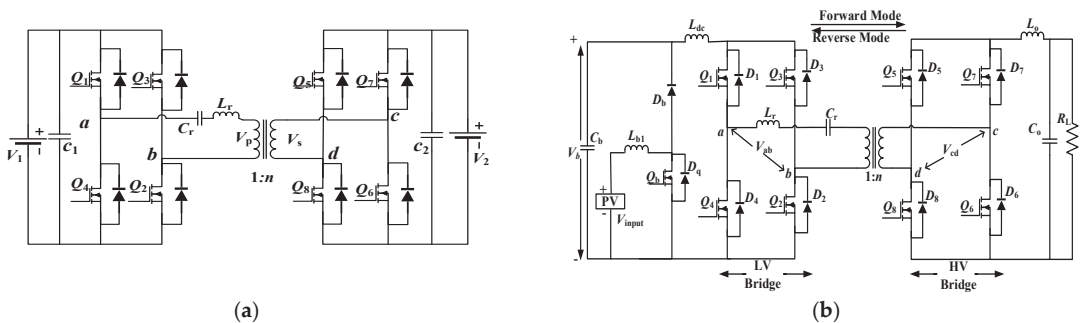 Q1 Q3
Q5 Q7
a
Cr Lr
Vp Vs
c
V1 + -
c1
b
1:n
d
c2
+ - V2
Q4 Q2
Q8 Q6
(a)
Forward Mode
Reverse Mode
Ldc
Lo
+
Q1 D1 Q3 D3
Q5 D5 Q7 D7
Db
Cb
Vb
Lb1
a
Lr Cr
Vab
b
1:n
c
Vcd
d
Co
RL
Qb Dq
+ PV -
Vinput
Q4 D4 Q2 D2
Q8 D8 Q6 D6
-
LV
Bridge
HV
Bridge
(b)